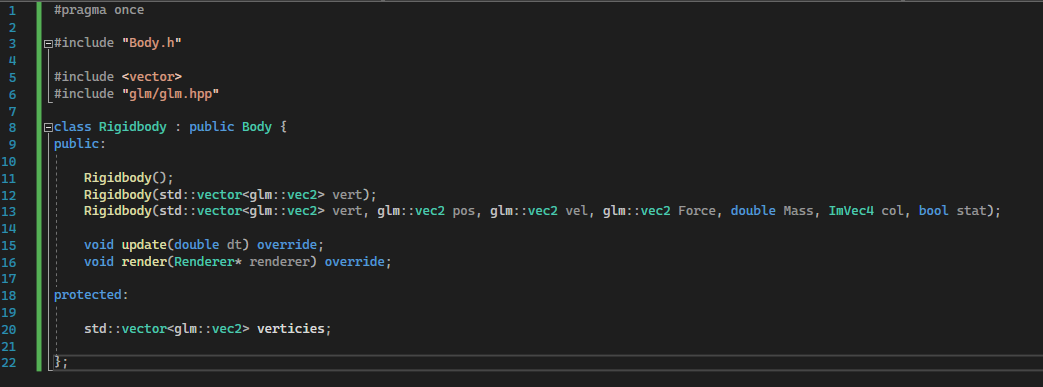 1 #pragma once
2
3 #include "Body.h"
4
5 #include <vector>
6 #include "glm/glm.hpp"
7
8 class Rigidbody : public Body {
9 public:
10
11 Rigidbody();
12 Rigidbody(std::vector<glm::vec2> vert);
13 Rigidbody(std::vector<glm::vec2> vert, glm::vec2 pos, glm::vec2 vel, glm::vec2 Force, double Mass, ImVec4 col, bool stat);
14
15 void update(double dt) override;
16 void render(Renderer* renderer) override;
17
18 protected:
19
20 std::vector<glm::vec2> verticies;
21
22 };